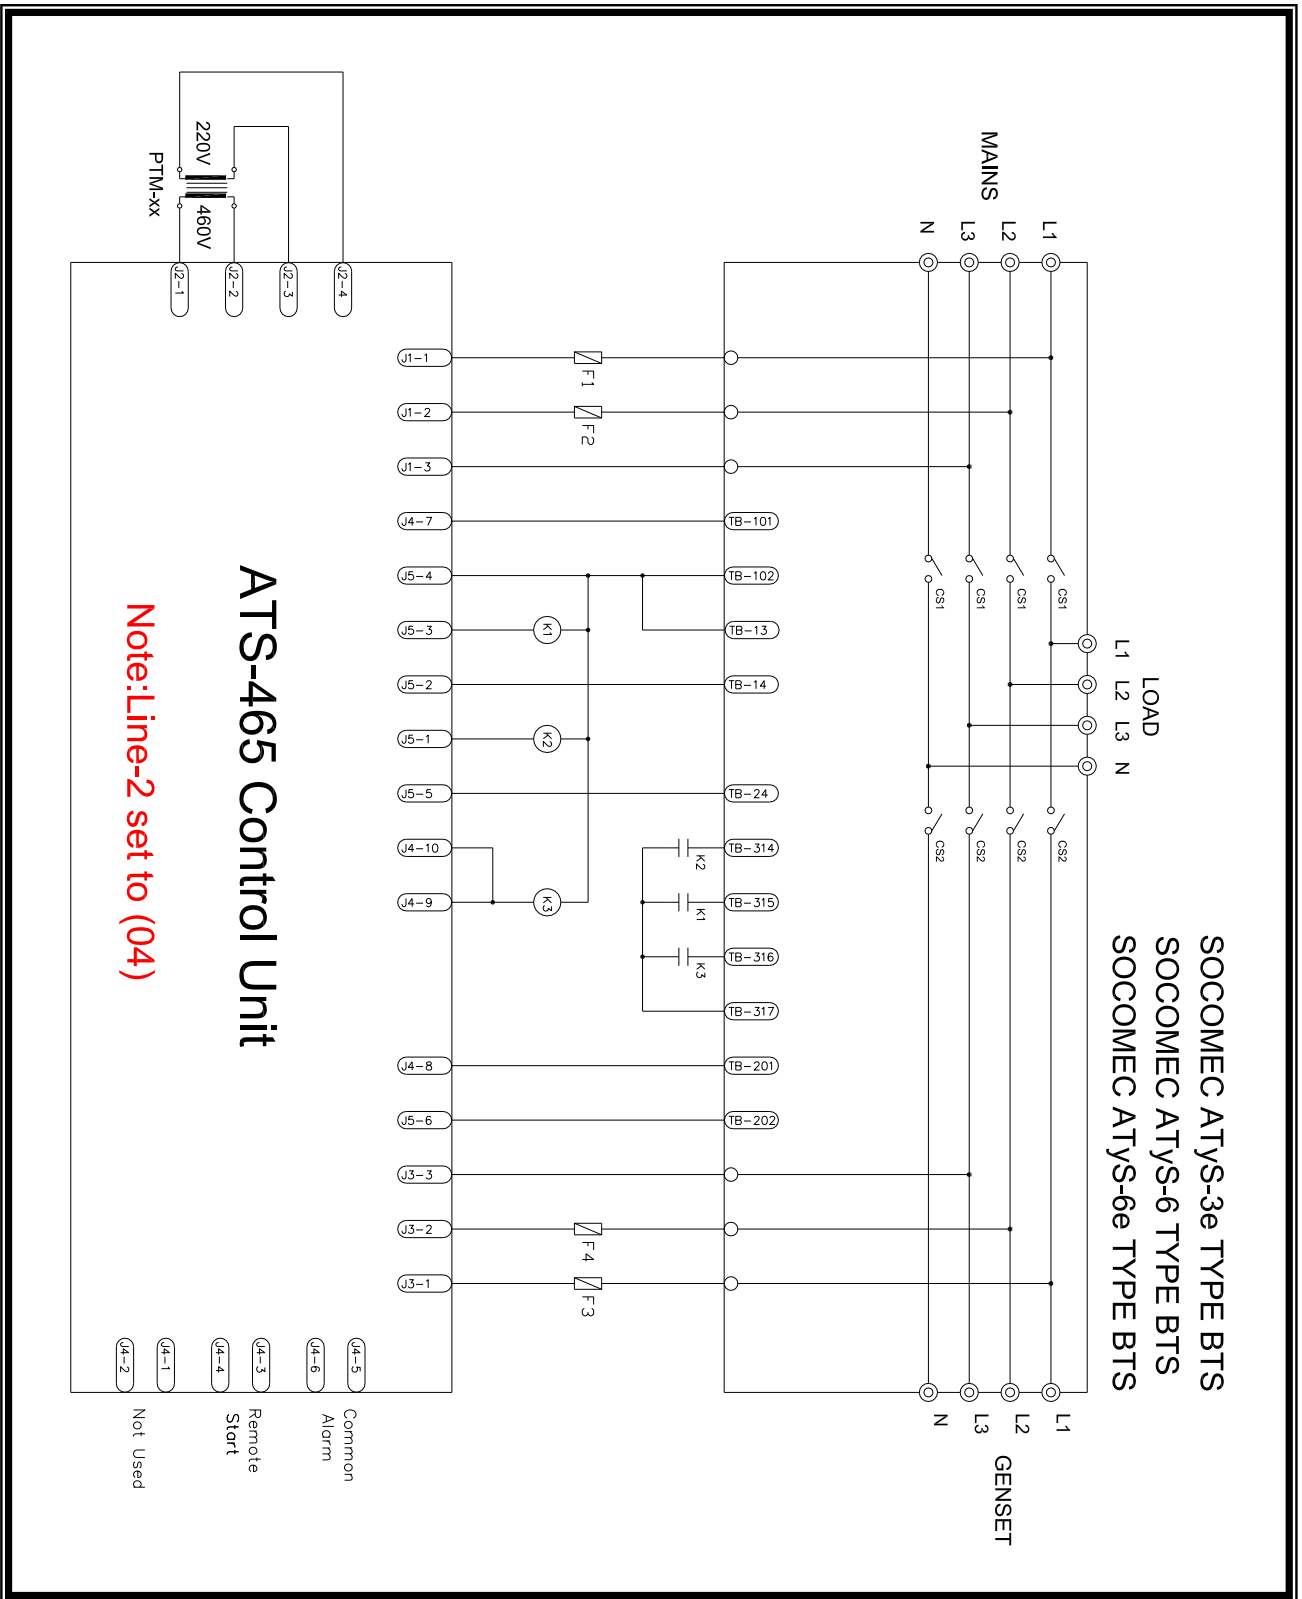 SOCOMEC ATyS-3e TYPE BTS
SOCOMEC ATyS-6 TYPE BTS
SOCOMEC ATyS-6e TYPE BTS
LOAD
L1 L2 L3 N
MAINS
L1
L2
L3
N
GENSET
L1
L2
L3
N
CS1
CS1
CS1
CS1
CS2
CS2
CS2
CS2
TB-101
TB-102
TB-13
TB-14
TB-24
TB-314
TB-315
TB-316
TB-317
TB-201
TB-202
K2
K1
K3
F1
F2
F4
F3
K1
K2
K3
J1-1
J1-2
J1-3
J4-7
J5-4
J5-3
J5-2
J5-1
J5-5
J4-10
J4-9
J4-8
J5-6
J3-3
J3-2
J3-1
J2-4
J2-3
J2-2
J2-1
220V
460V
PTM-xx
ATS-465 Control Unit
Note:Line-2 set to (04)
J4-5
J4-6
Common
Alarm
J4-3
J4-4
Remote
Start
J4-1
J4-2
Not Used